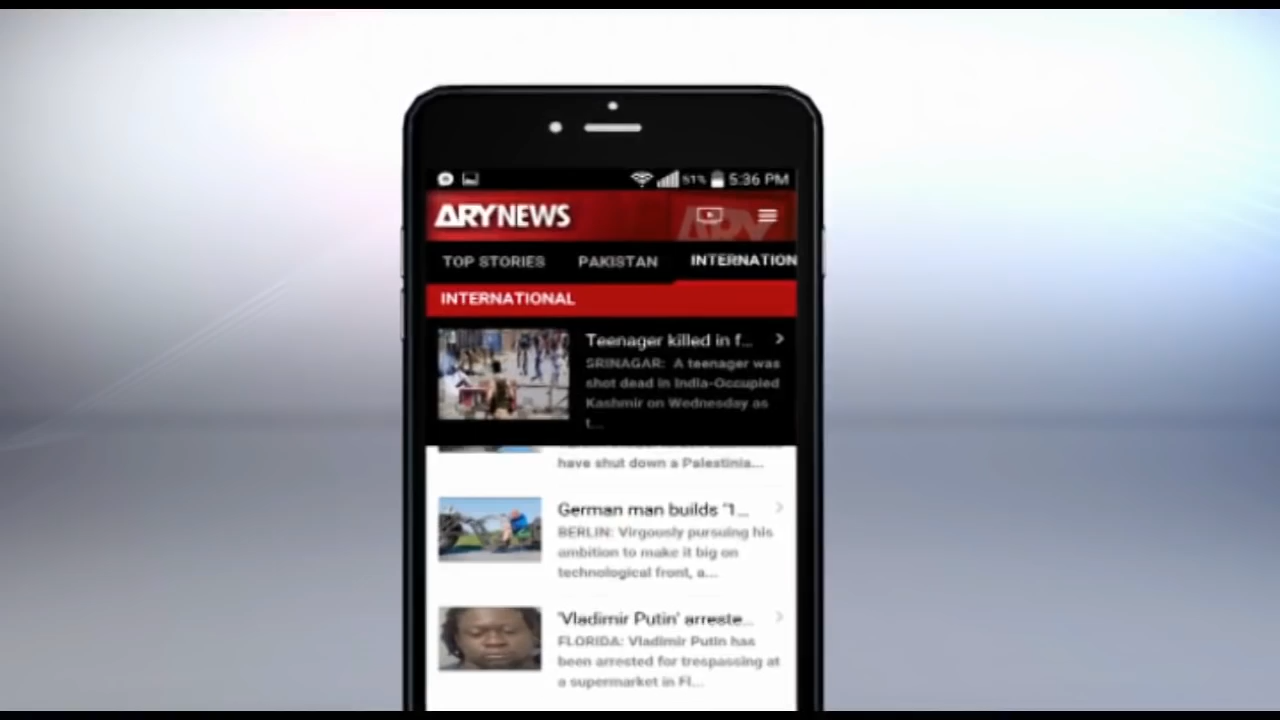 51% 5:36 PM
ARYNEWS
ARY
TOP STORIES PAKISTAN INTERNATION
INTERNATIONAL
Teenager killed in f...
SRINAGAR: A teenager was
shot dead in India-Occupied
Kashmir on Wednesday as
t...
have shut down a Palestinia...
German man builds '1...
BERLIN: Virgously pursuing his
ambition to make it big on
technological front, a...
'Vladimir Putin' arreste...
FLORIDA: Vladimir Putin has
been arrested for trespassing at
a supermarket in Fl...